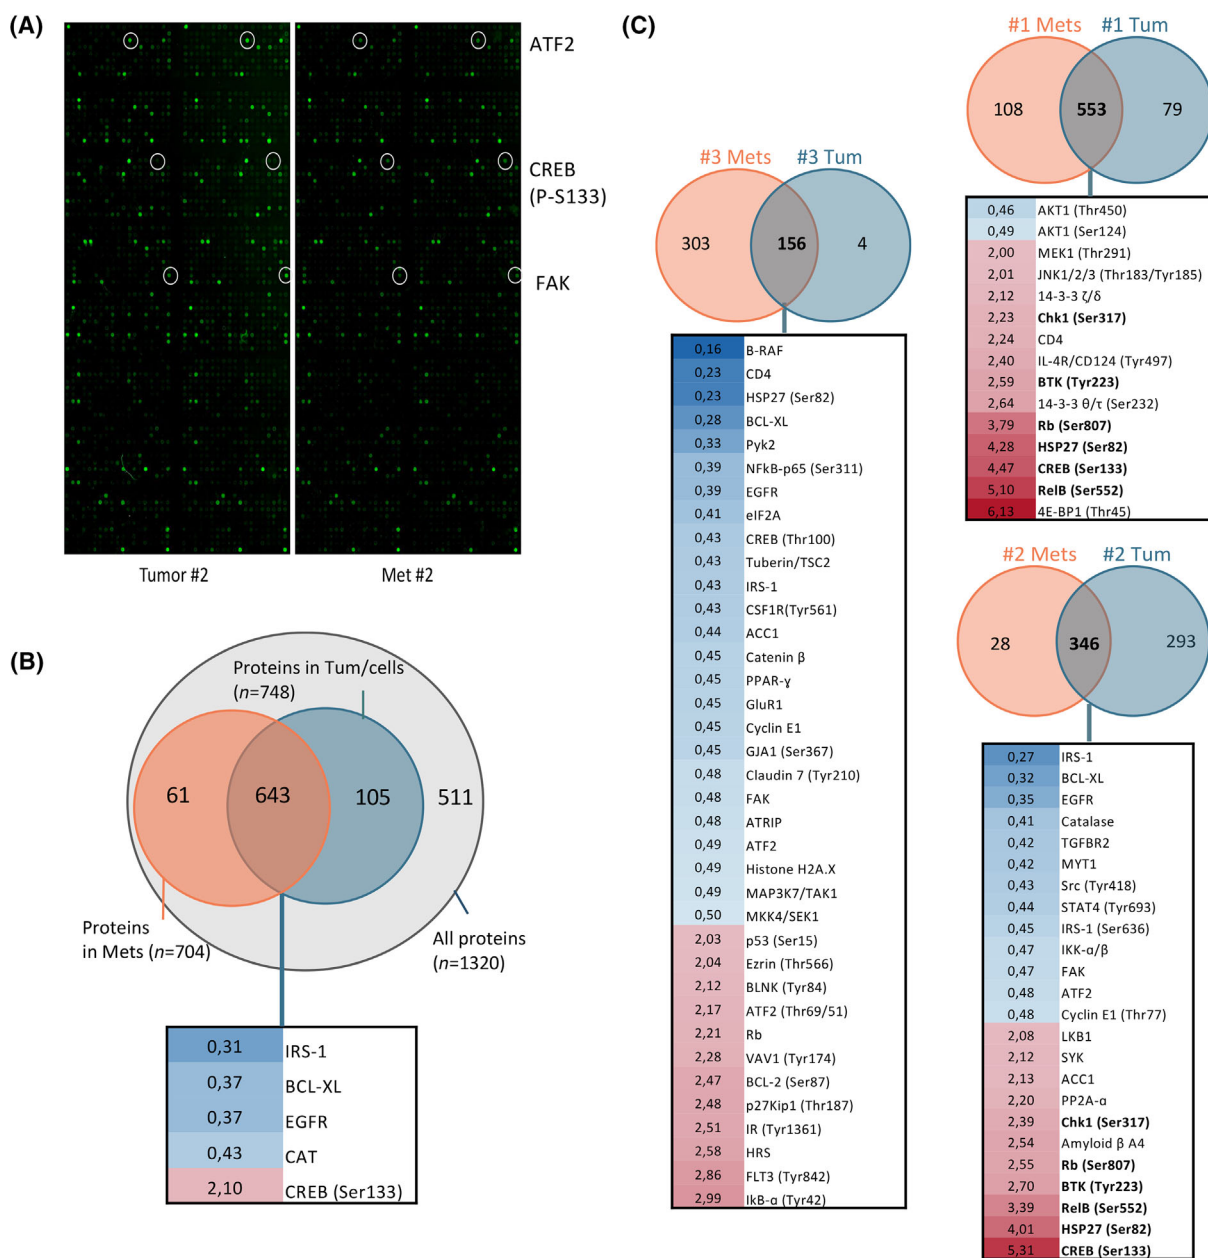 (A)
ATF2
CREB
(P-S133)
FAK
Tumor #2
Met #2
(B)
Proteins in Tum/cells
(n=748)
61
643
105
511
Proteins
in Mets (n=704)
All proteins
(n=1320)
0,31 IRS-1
0,37 BCL-XL
0,37 EGFR
0,43 CAT
2,10 CREB (Ser133)
(C)
#3 Mets
#3 Tum
303
156
4
0,16 B-RAF
0,23 CD4
0,23 HSP27 (Ser82)
0,28 BCL-XL
0,33 Pyk2
0,39 NFkB-p65 (Ser311)
0,39 EGFR
0,41 eIF2A
0,43 CREB (Thr100)
0,43 Tuberin/TSC2
0,43 IRS-1
0,43 CSF1R(Tyr561)
0,44 ACC1
0,45 Catenin β
0,45 PPAR-ɣ
0,45 GluR1
0,45 Cyclin E1
0,45 GJA1 (Ser367)
0,48 Claudin 7 (Tyr210)
0,48 FAK
0,48 ATRIP
0,49 ATF2
0,49 Histone H2A.X
0,49 MAP3K7/TAK1
0,50 MKK4/SEK1
2,03 p53 (Ser15)
2,04 Ezrin (Thr566)
2,12 BLNK (Tyr84)
2,17 ATF2 (Thr69/51)
2,21 Rb
2,28 VAV1 (Tyr174)
2,47 BCL-2 (Ser87)
2,48 p27Kip1 (Thr187)
2,51 IR (Tyr1361)
2,58 HRS
2,86 FLT3 (Tyr842)
2,99 IkB-α (Tyr42)
#1 Mets
#1 Tum
108
553
79
0,46 AKT1 (Thr450)
0,49 AKT1 (Ser124)
2,00 MEK1 (Thr291)
2,01 JNK1/2/3 (Thr183/Tyr185)
2,12 14-3-3 ζ/δ
2,23 Chk1 (Ser317)
2,24 CD4
2,40 IL-4R/CD124 (Tyr497)
2,59 BTK (Tyr223)
2,64 14-3-3 θ/τ (Ser232)
3,79 Rb (Ser807)
4,28 HSP27 (Ser82)
4,47 CREB (Ser133)
5,10 RelB (Ser552)
6,13 4E-BP1 (Thr45)
#2 Mets
#2 Tum
28
346
293
0,27 IRS-1
0,32 BCL-XL
0,35 EGFR
0,41 Catalase
0,42 TGFBR2
0,42 MYT1
0,43 Src (Tyr418)
0,44 STAT4 (Tyr693)
0,45 IRS-1 (Ser636)
0,47 IKK-α/β
0,47 FAK
0,48 ATF2
0,48 Cyclin E1 (Thr77)
2,08 LKB1
2,12 SYK
2,13 ACC1
2,20 PP2A-α
2,39 Chk1 (Ser317)
2,54 Amyloid β A4
2,55 Rb (Ser807)
2,70 BTK (Tyr223)
3,39 RelB (Ser552)
4,01 HSP27 (Ser82)
5,31 CREB (Ser133)